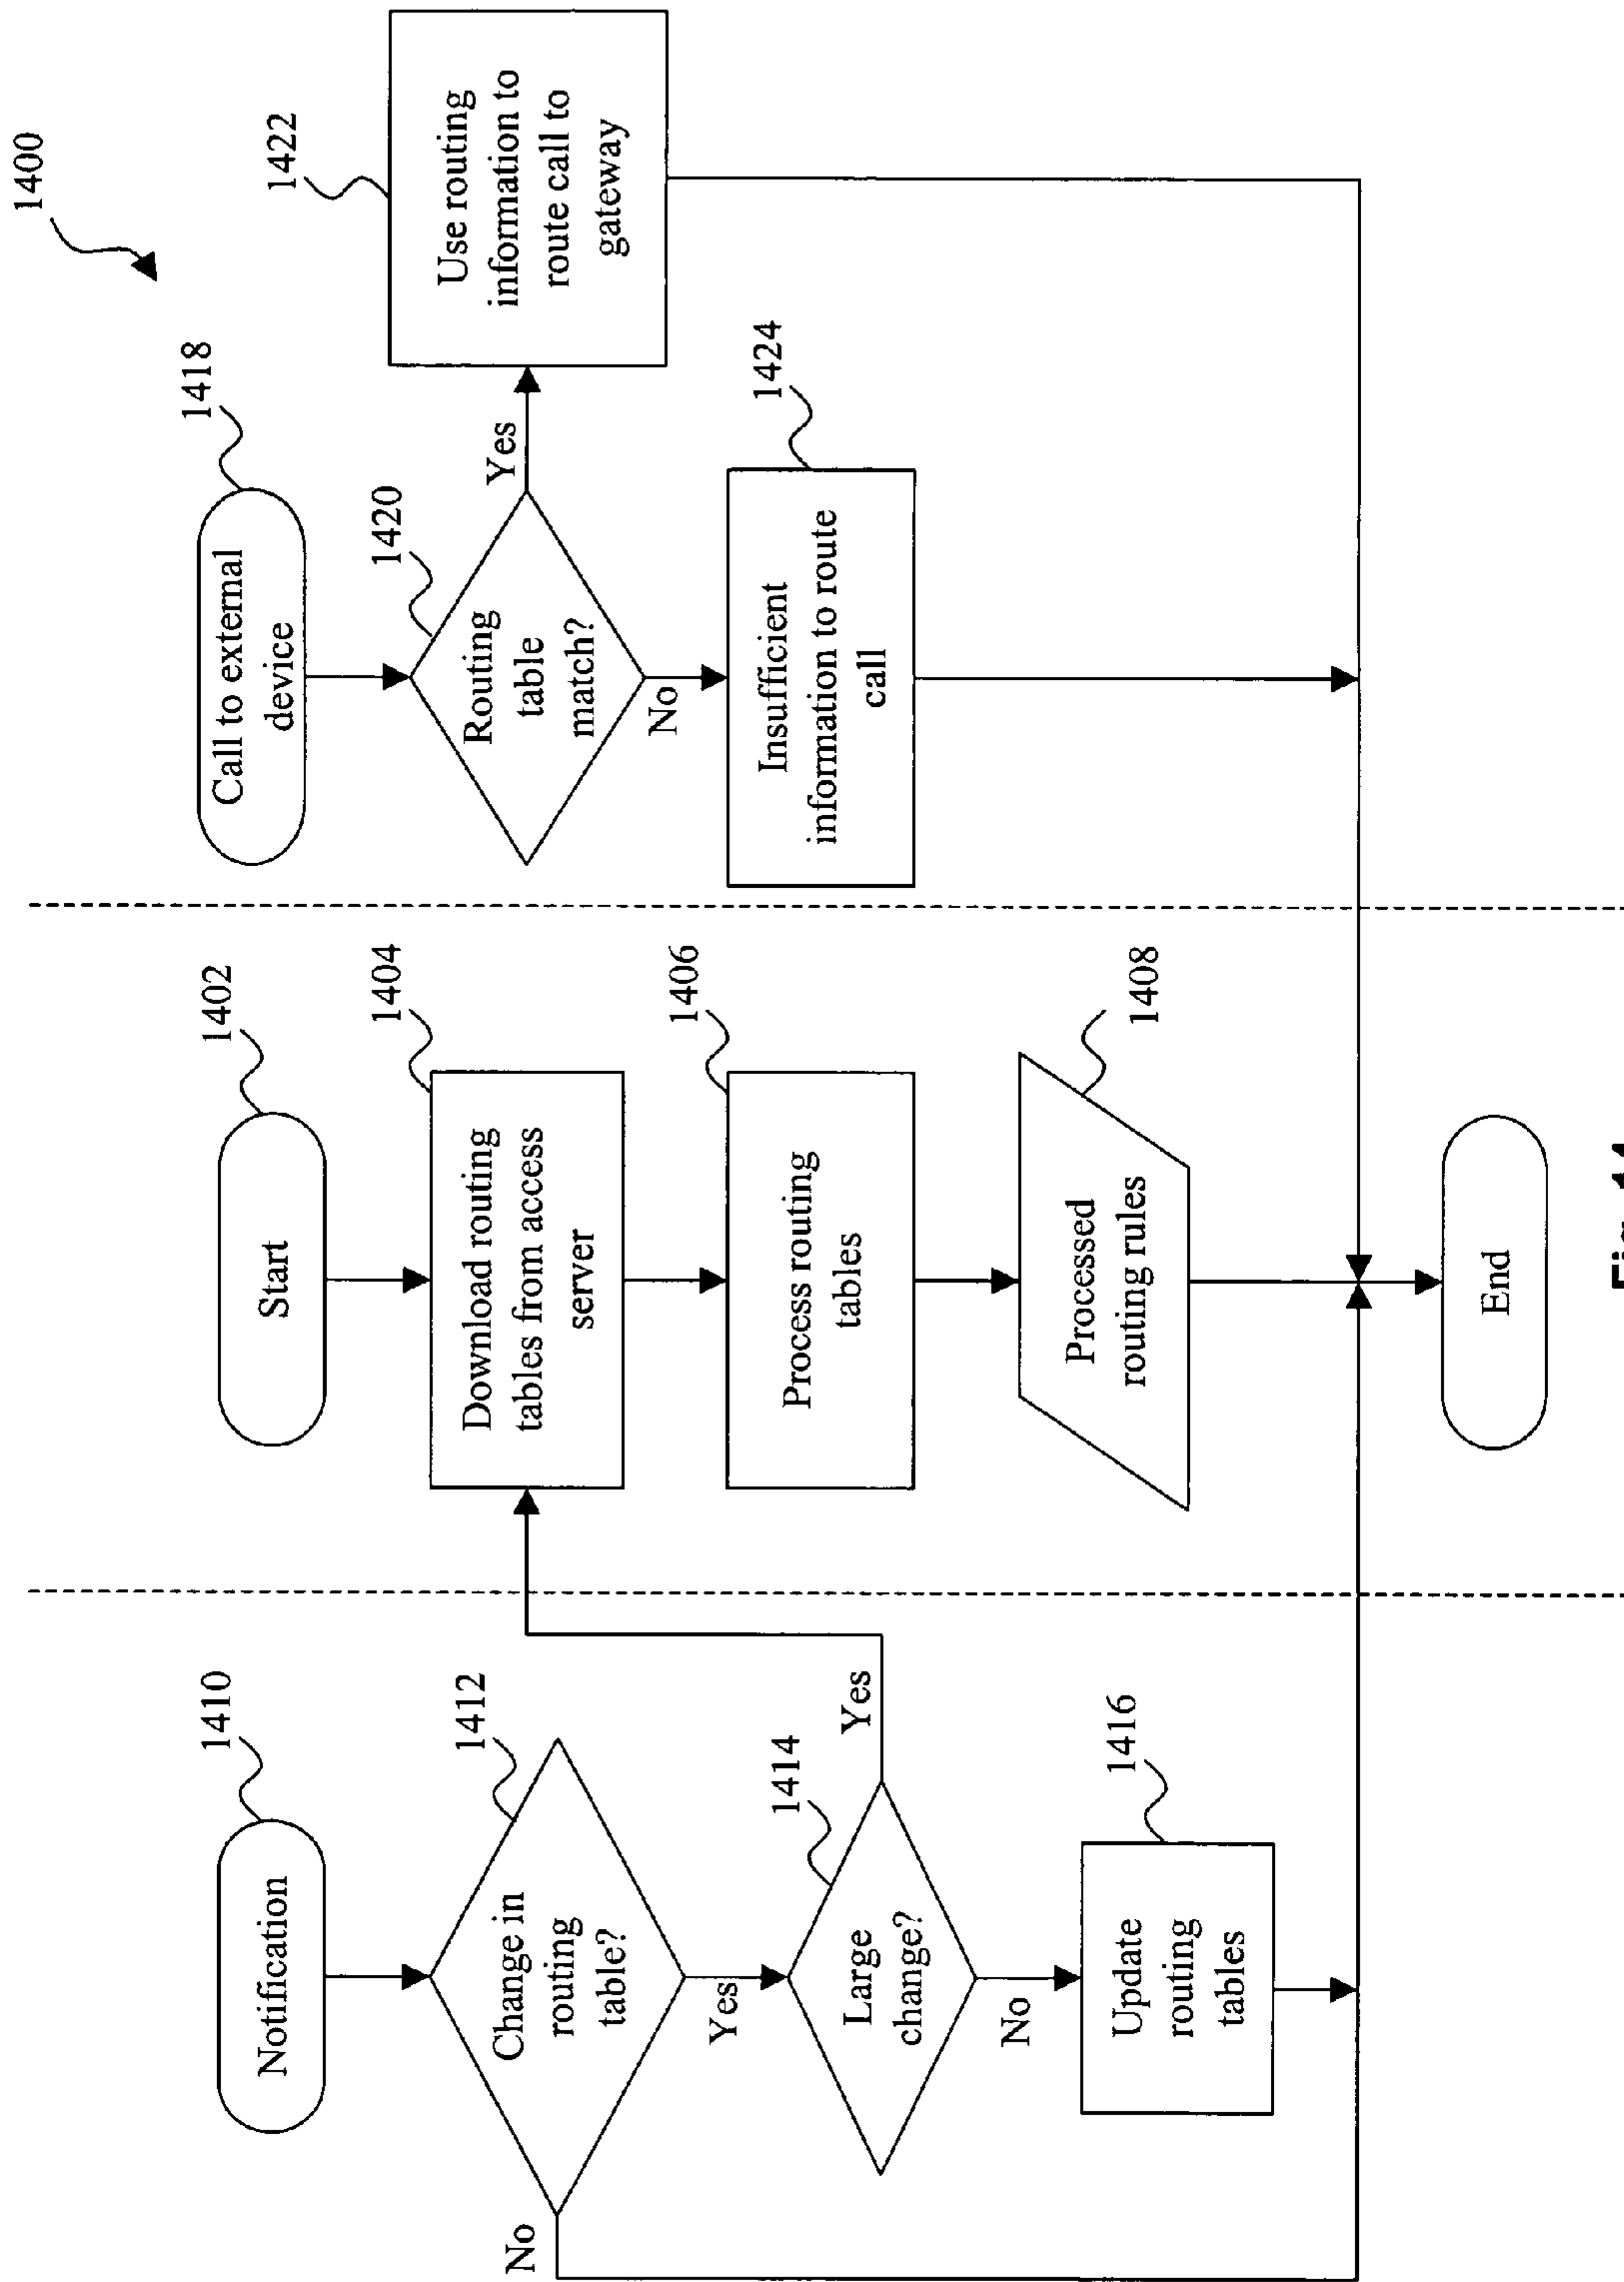 1400
Notification
1410
Change in
routing
table?
1412
No
Yes
Large
change?
1414
Yes
No
Update
routing
tables
1416
Start
1402
Download routing
tables from access
server
1404
Process routing
tables
1406
Processed
routing rules
1408
End
Call to external
device
1418
Routing
table
match?
1420
Yes
No
Use routing
information to
route call to
gateway
1422
Insufficient
information to route
call
1424